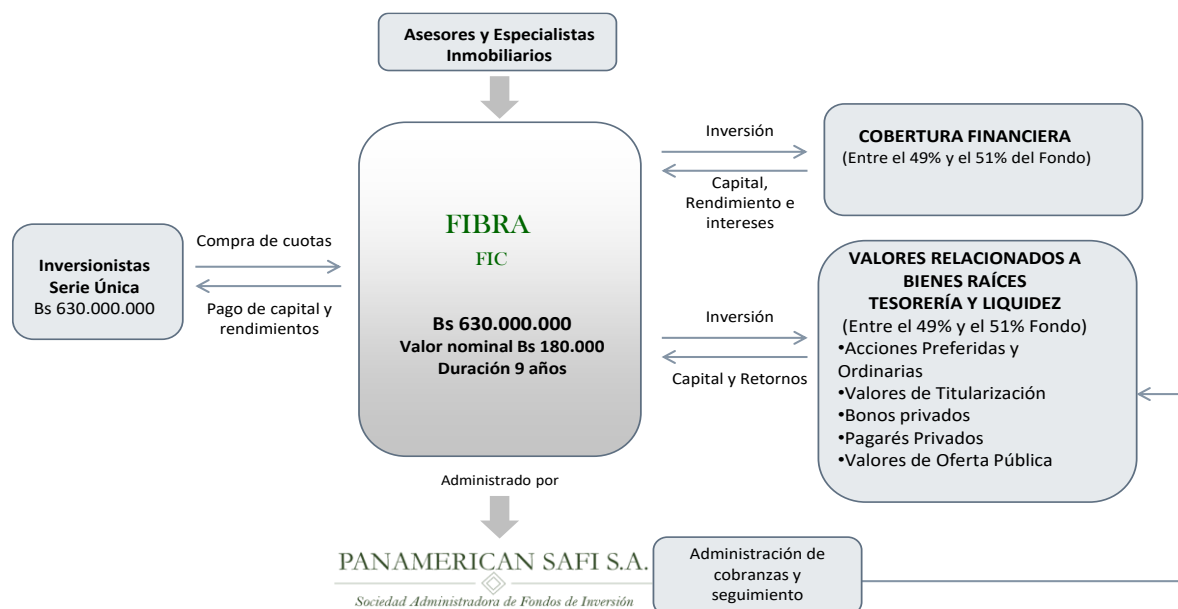 Asesores y Especialistas
Inmobiliarios
Inversión
COBERTURA FINANCIERA
(Entre el 49% y el 51% del Fondo)
Capital,
Rendimiento e
intereses
FIBRA
FIC
Bs 630.000.000
Valor nominal Bs 180.000
Duración 9 años
Compra de cuotas
Inversionistas
Serie Única
Bs 630.000.000
Pago de capital y
rendimientos
Inversión
Capital y Retornos
VALORES RELACIONADOS A
BIENES RAÍCES
TESORERÍA Y LIQUIDEZ
(Entre el 49% y el 51% Fondo)
•Acciones Preferidas y
Ordinarias
•Valores de Titularización
•Bonos privados
•Pagarés Privados
•Valores de Oferta Pública
Administrado por
PANAMERICAN SAFI S.A.
Sociedad Administradora de Fondos de Inversión
Administración de
cobranzas y
seguimiento